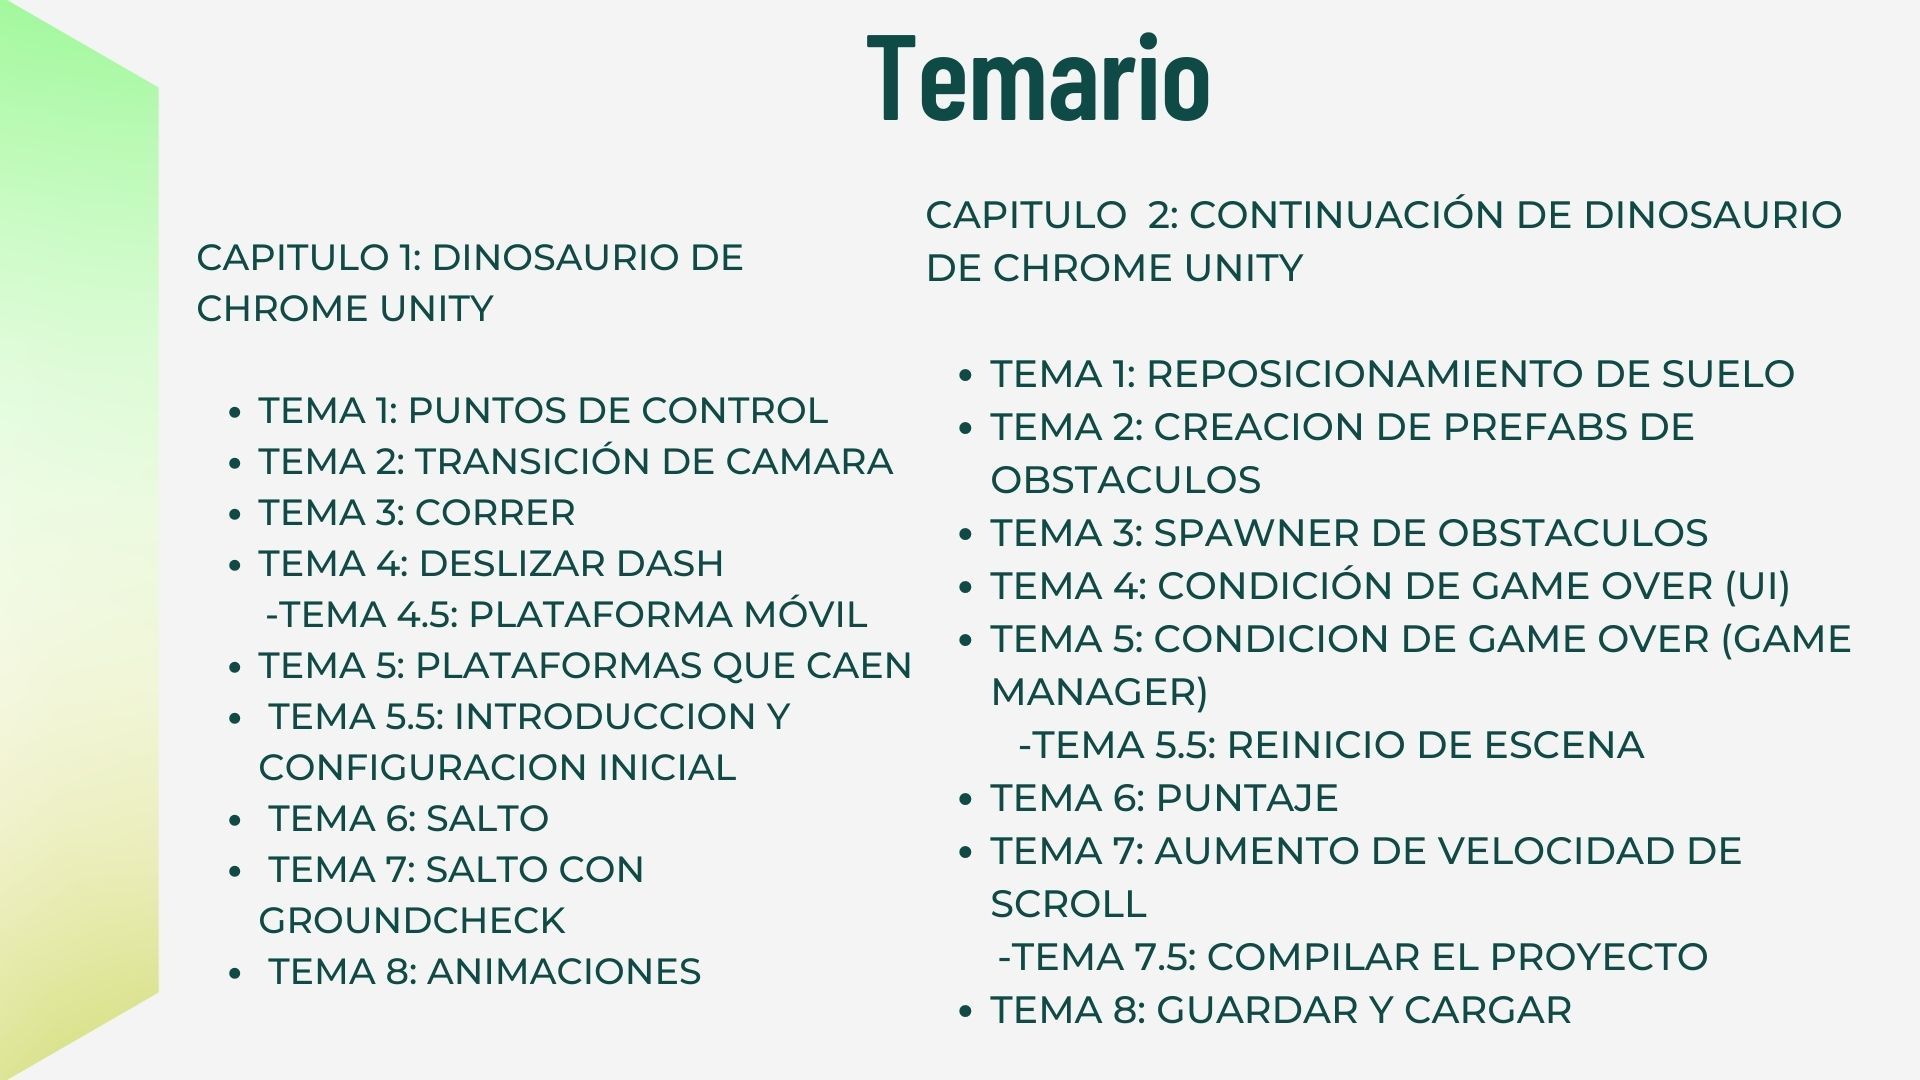 Temario
CAPITULO 1: DINOSAURIO DE
CHROME UNITY
• TEMA 1: PUNTOS DE CONTROL
• TEMA 2: TRANSICIÓN DE CAMARA
• TEMA 3: CORRER
• TEMA 4: DESLIZAR DASH
-TEMA 4.5: PLATAFORMA MÓVIL
• TEMA 5: PLATAFORMAS QUE CAEN
• TEMA 5.5: INTRODUCCION Y
CONFIGURACION INICIAL
• TEMA 6: SALTO
• TEMA 7: SALTO CON
GROUNDCHECK
• TEMA 8: ANIMACIONES
CAPITULO 2: CONTINUACIÓN DE DINOSAURIO
DE CHROME UNITY
• TEMA 1: REPOSICIONAMIENTO DE SUELO
• TEMA 2: CREACION DE PREFABS DE
OBSTACULOS
• TEMA 3: SPAWNER DE OBSTACULOS
• TEMA 4: CONDICIÓN DE GAME OVER (UI)
• TEMA 5: CONDICION DE GAME OVER (GAME
MANAGER)
-TEMA 5.5: REINICIO DE ESCENA
• TEMA 6: PUNTAJE
• TEMA 7: AUMENTO DE VELOCIDAD DE
SCROLL
-TEMA 7.5: COMPILAR EL PROYECTO
• TEMA 8: GUARDAR Y CARGAR